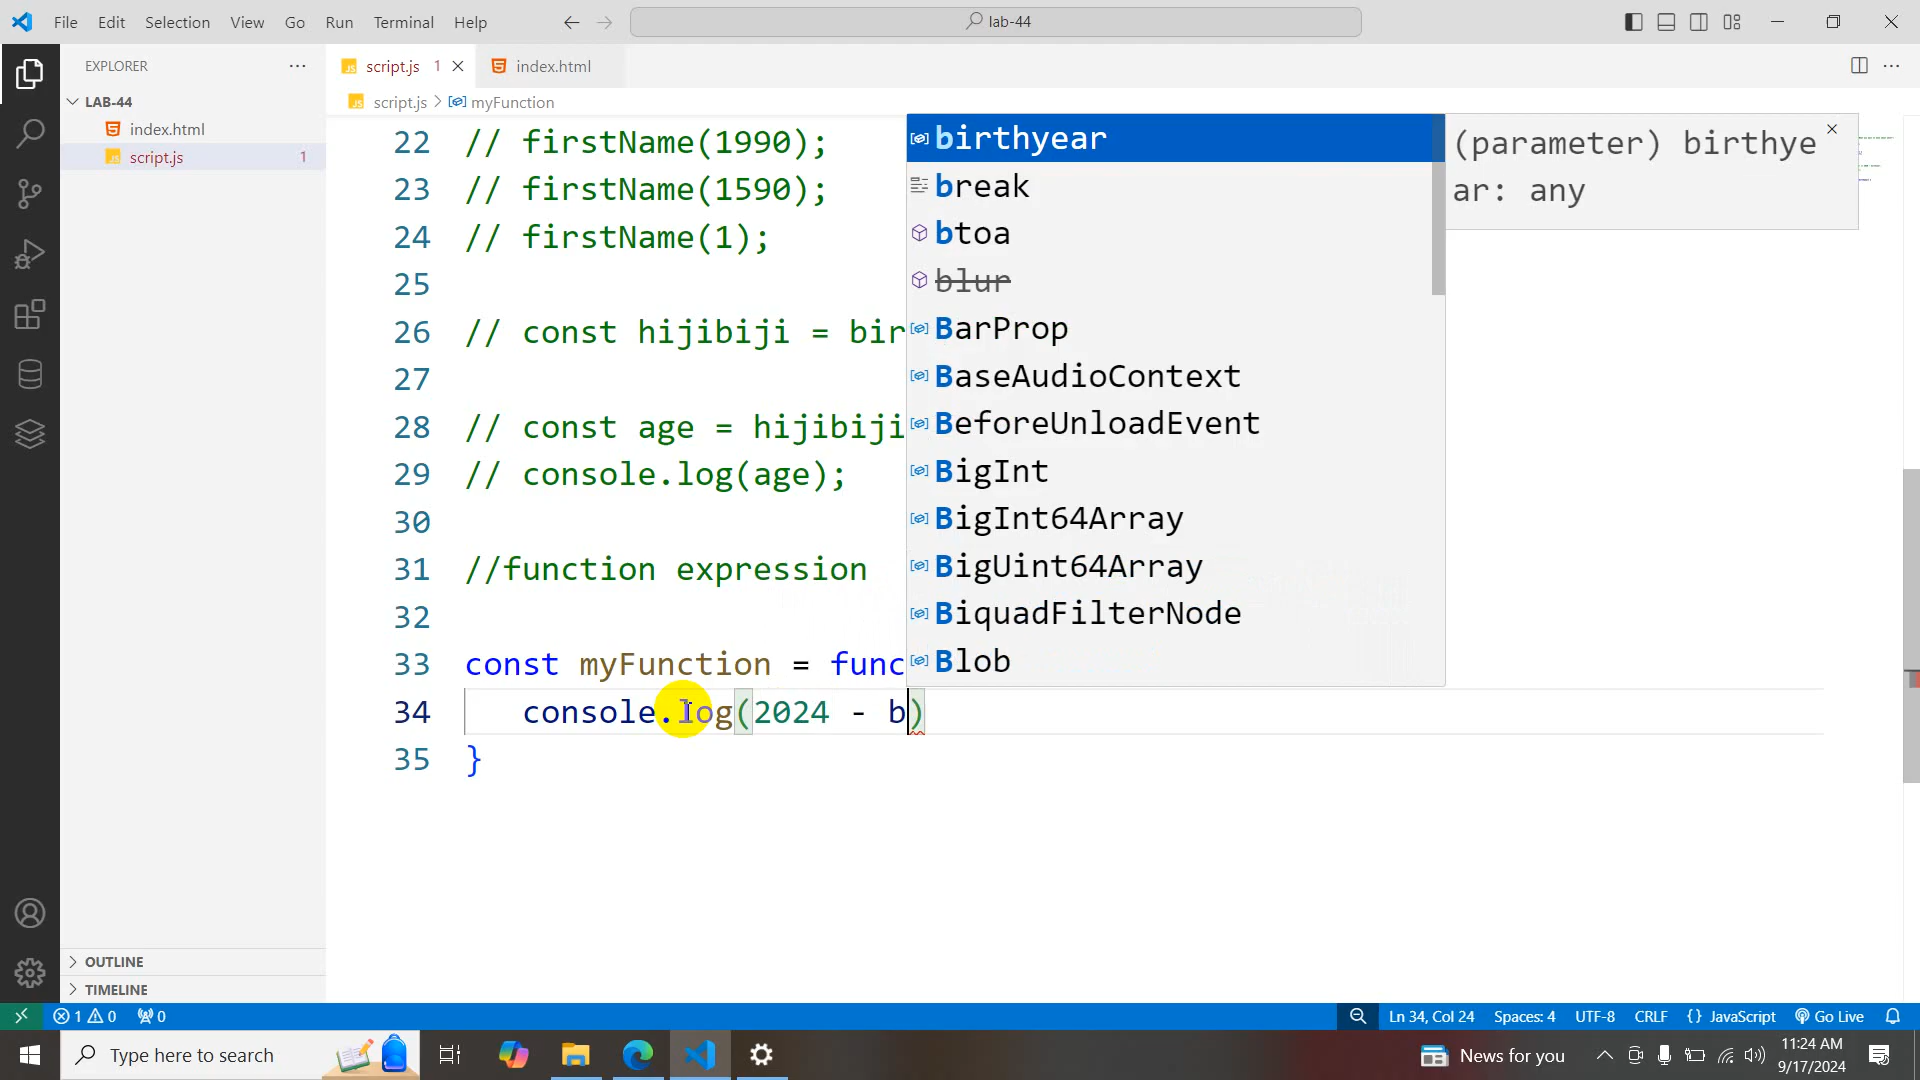 File Edit Selection View Go Run Terminal Help
lab-44
EXPLORER
script.js 1
index.html
LAB-44
index.html
script.js 1
script.js > myFunction
22 // firstName(1990);
23 // firstName(1590);
24 // firstName(1);
25
26 // const hijibiji = bir
27
28 // const age = hijibiji
29 // console.log(age);
30
31 //function expression
32
33 const myFunction = func
34 console.log(2024 - b)
35 }
birthyear
break
btoa
blur
BarProp
BaseAudioContext
BeforeUnloadEvent
BigInt
BigInt64Array
BigUint64Array
BiquadFilterNode
Blob
(parameter) birthye
ar: any
OUTLINE
TIMELINE
1 0 0
Ln 34, Col 24 Spaces: 4 UTF-8 CRLF {} JavaScript Go Live
Type here to search
News for you
11:24 AM
9/17/2024